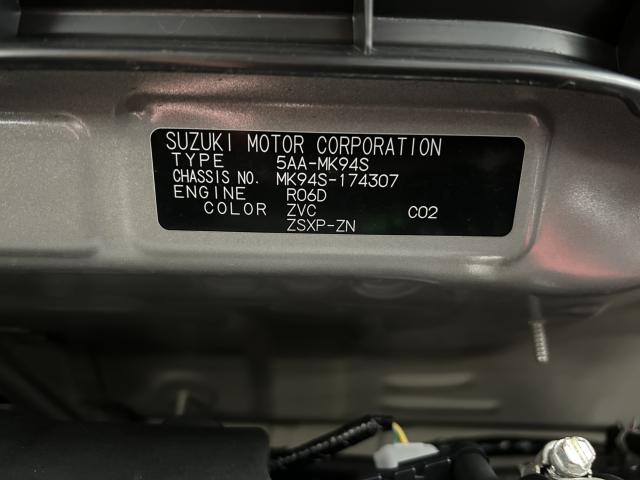 SUZUKI MOTOR CORPORATION
TYPE 5AA-MK94S
CHASSIS NO. MK94S-174307
ENGINE R06D
COLOR ZVC C02
ZSXP-ZN